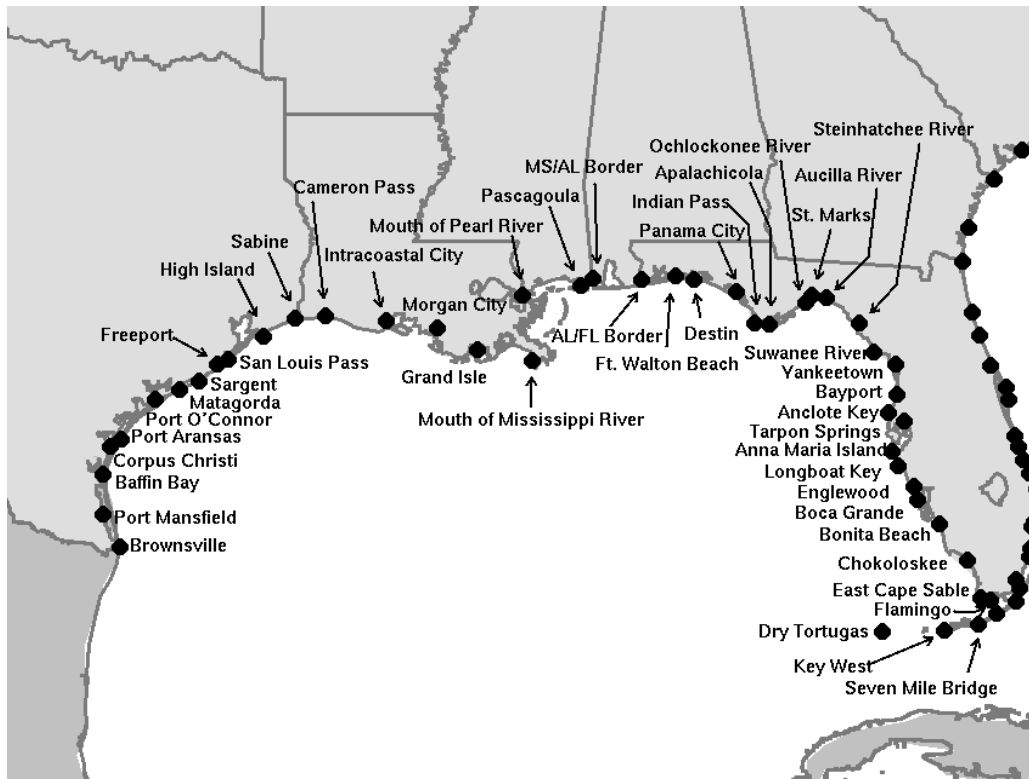 Steinhatchee River
Ochlockonee River
MS/AL Border
Apalachicola
Aucilla River
Cameron Pass
Pascagoula
Indian Pass
St. Marks
Mouth of Pearl River
Panama City
Sabine
Intracoastal City
High Island
Morgan City
Freeport
AL/FL Border
Destin
San Louis Pass
Grand Isle
Ft. Walton Beach
Suwanee River
Sargent
Yankeetown
Matagorda
Bayport
Port O'Connor
Mouth of Mississippi River
Anclote Key
Port Aransas
Tarpon Springs
Corpus Christi
Anna Maria Island
Baffin Bay
Longboat Key
Englewood
Port Mansfield
Boca Grande
Brownsville
Bonita Beach
Chokoloskee
East Cape Sable
Flamingo
Dry Tortugas
Key West
Seven Mile Bridge